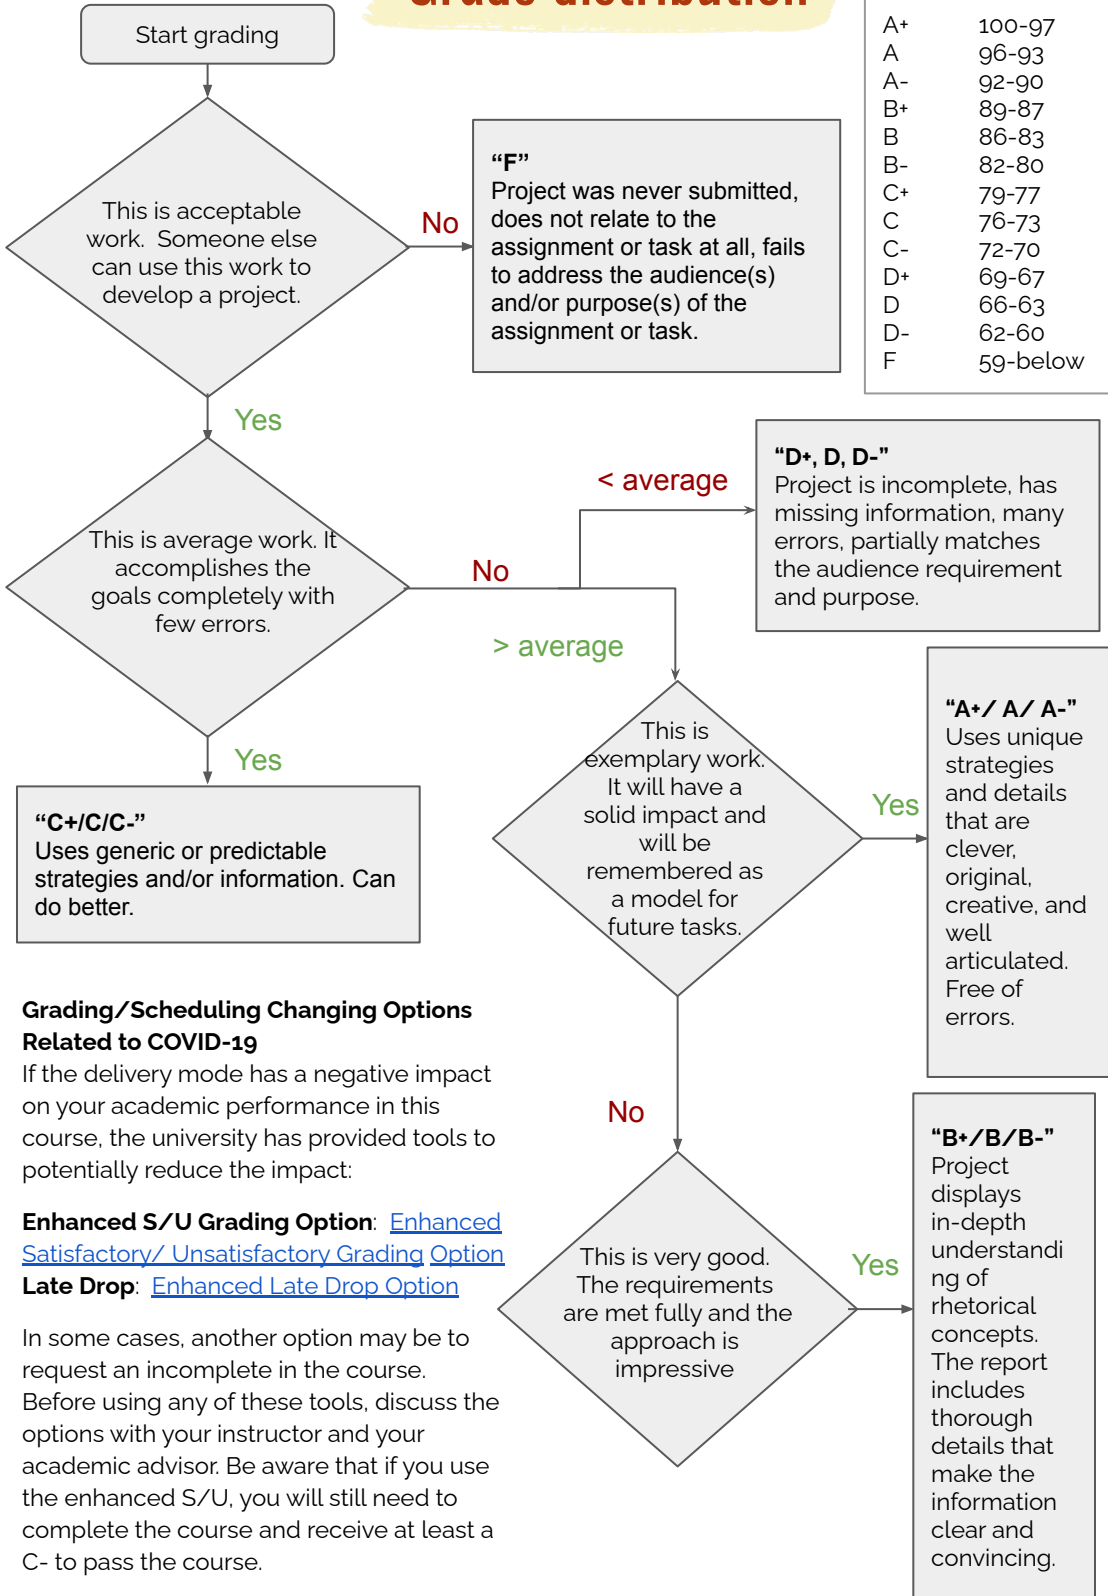 Grade distribution
Start grading
A+ 100-97
A 96-93
A- 92-90
B+ 89-87
B 86-83
B- 82-80
C+ 79-77
C 76-73
C- 72-70
D+ 69-67
D 66-63
D- 62-60
F 59-below
This is acceptable
work.  Someone else
can use this work to
develop a project.
No
“F”
Project was never submitted,
does not relate to the
assignment or task at all, fails
to address the audience(s)
and/or purpose(s) of the
assignment or task.
Yes
This is average work. It
accomplishes the
goals completely with
few errors.
No
< average
“D+, D, D-”
Project is incomplete, has
missing information, many
errors, partially matches
the audience requirement
and purpose.
> average
Yes
“C+/C/C-”
Uses generic or predictable
strategies and/or information. Can
do better.
This is
exemplary work.
It will have a
solid impact and
will be
remembered as
a model for
future tasks.
Yes
“A+/ A/ A-”
Uses unique
strategies
and details
that are
clever,
original,
creative, and
well
articulated.
Free of
errors.
No
This is very good.
The requirements
are met fully and the
approach is
impressive
Yes
“B+/B/B-”
Project
displays
in-depth
understandi
ng of
rhetorical
concepts.
The report
includes
thorough
details that
make the
information
clear and
convincing.
Grading/Scheduling Changing Options
Related to COVID-19
If the delivery mode has a negative impact
on your academic performance in this
course, the university has provided tools to
potentially reduce the impact:
Enhanced S/U Grading Option:  Enhanced
Satisfactory/ Unsatisfactory Grading Option
Late Drop:  Enhanced Late Drop Option
In some cases, another option may be to
request an incomplete in the course.
Before using any of these tools, discuss the
options with your instructor and your
academic advisor. Be aware that if you use
the enhanced S/U, you will still need to
complete the course and receive at least a
C- to pass the course.